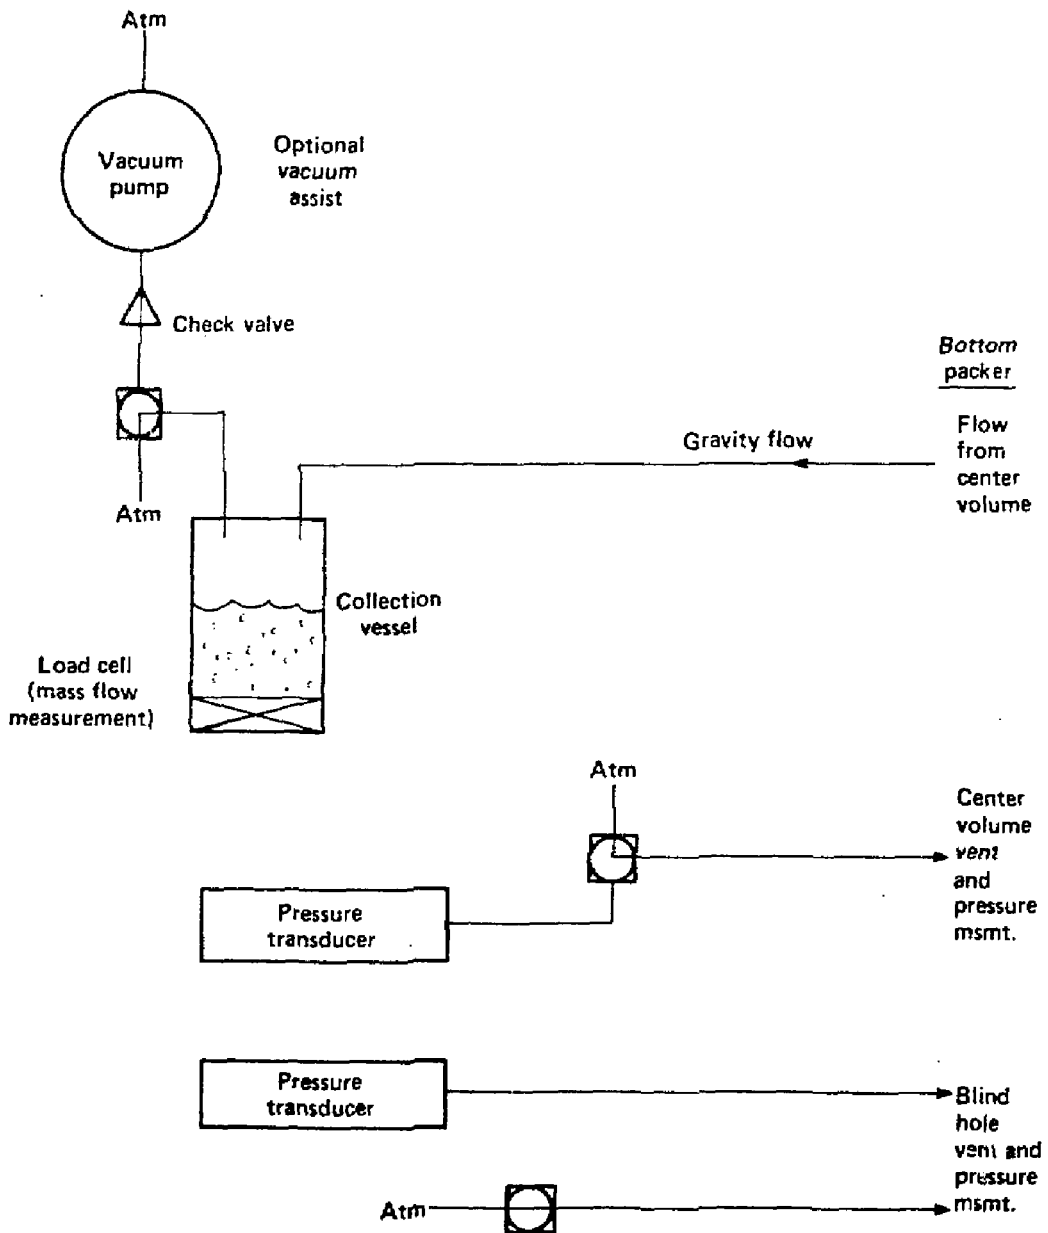 Atm
Vacuum
pump
Optional
vacuum
assist
Check valve
Atm
Bottom
packer
Gravity flow
Flow
from
center
volume
Collection
vessel
Load cell
(mass flow
measurement)
Atm
Center
volume
vent
and
pressure
msmt.
Pressure
transducer
Pressure
transducer
Blind
hole
vent and
pressure
msmt.
Atm